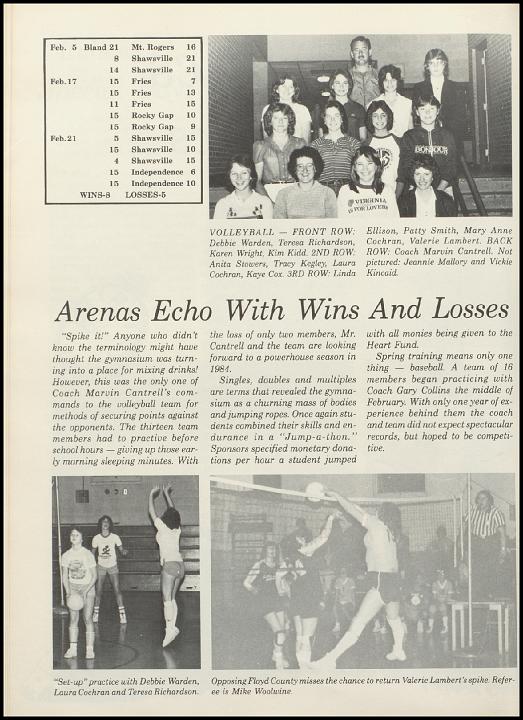 Feb. 5 Bland 21 Mt. Rogers 16
8 Shawsville 21
14 Shawsville 21
Feb.17 15 Fries 7
15 Fries 13
11 Fries 15
15 Rocky Gap 10
15 Rocky Gap 9
Feb.21 5 Shawsville 15
15 Shawsville 10
4 Shawsville 15
15 Independence 6
15 Independence 10
WINS-8 LOSSES-5
BONJOUR
VIRGINIA
IS FOR LOVERS
VOLLEYBALL — FRONT ROW:
Debbie Warden, Teresa Richardson,
Karen Wright, Kim Kidd. 2ND ROW:
Anita Stowers, Tracy Kegley, Laura
Cochran, Kaye Cox. 3RD ROW: Linda
Ellison, Patty Smith, Mary Anne
Cochran, Valerie Lambert. BACK
ROW: Coach Marvin Cantrell. Not
pictured: Jeannie Mallory and Vickie
Kincaid.
Arenas Echo With Wins And Losses
"Spike it!" Anyone who didn't
know the terminology might have
thought the gymnasium was turn-
ing into a place for mixing drinks!
However, this was the only one of
Coach Marvin Cantrell's com-
mands to the volleyball team for
methods of securing points against
the opponents. The thirteen team
members had to practice before
school hours — giving up those ear-
ly morning sleeping minutes. With
the loss of only two members, Mr.
Cantrell and the team are looking
forward to a powerhouse season in
1984.
Singles, doubles and multiples
are terms that revealed the gymna-
sium as a churning mass of bodies
and jumping ropes. Once again stu-
dents combined their skills and en-
durance in a "Jump-a-thon."
Sponsors specified monetary dona-
tions per hour a student jumped
with all monies being given to the
Heart Fund.
Spring training means only one
thing — baseball. A team of 16
members began practicing with
Coach Gary Collins the middle of
February. With only one year of ex-
perience behind them the coach
and team did not expect spectacular
records, but hoped to be competi-
tive.
"Set-up" practice with Debbie Warden,
Laura Cochran and Teresa Richardson.
Opposing Floyd County misses the chance to return Valerie Lambert's spike. Refer-
ee is Mike Woolwine.